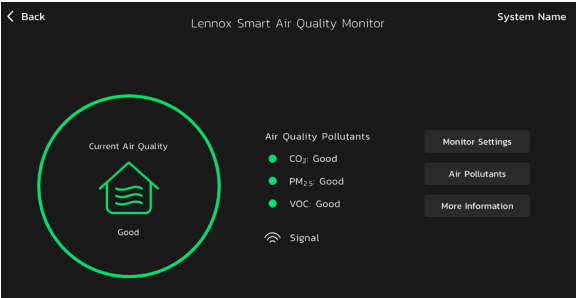 Back
Lennox Smart Air Quality Monitor
System Name
Current Air Quality
Good
Air Quality Pollutants
CO₂: Good
PM₂.₅: Good
VOC: Good
Signal
Monitor Settings
Air Pollutants
More Information